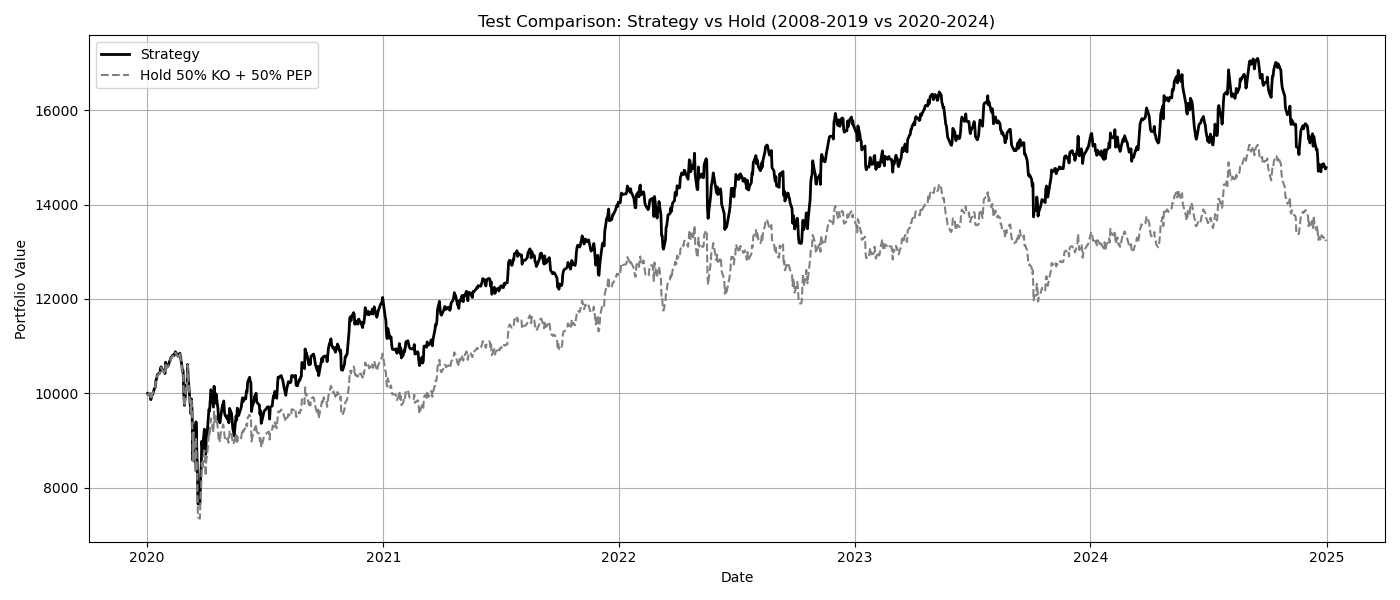 Test Comparison: Strategy vs Hold (2008-2019 vs 2020-2024)
Strategy
Hold 50% KO + 50% PEP
Portfolio Value
16000
14000
12000
10000
8000
2020 2021 2022 2023 2024 2025
Date